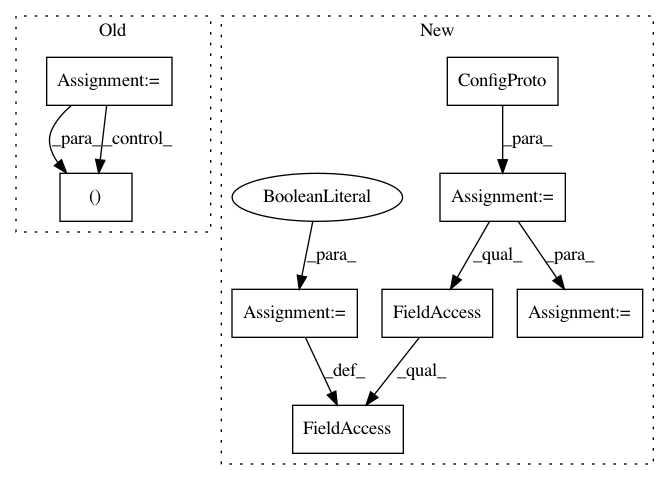 Old
New
Assignment:=
ConfigProto
_para_
_control_
_para_
()
BooleanLiteral
Assignment:=
_para_
_qual_
_para_
Assignment:=
FieldAccess
Assignment:=
_def_
_qual_
FieldAccess